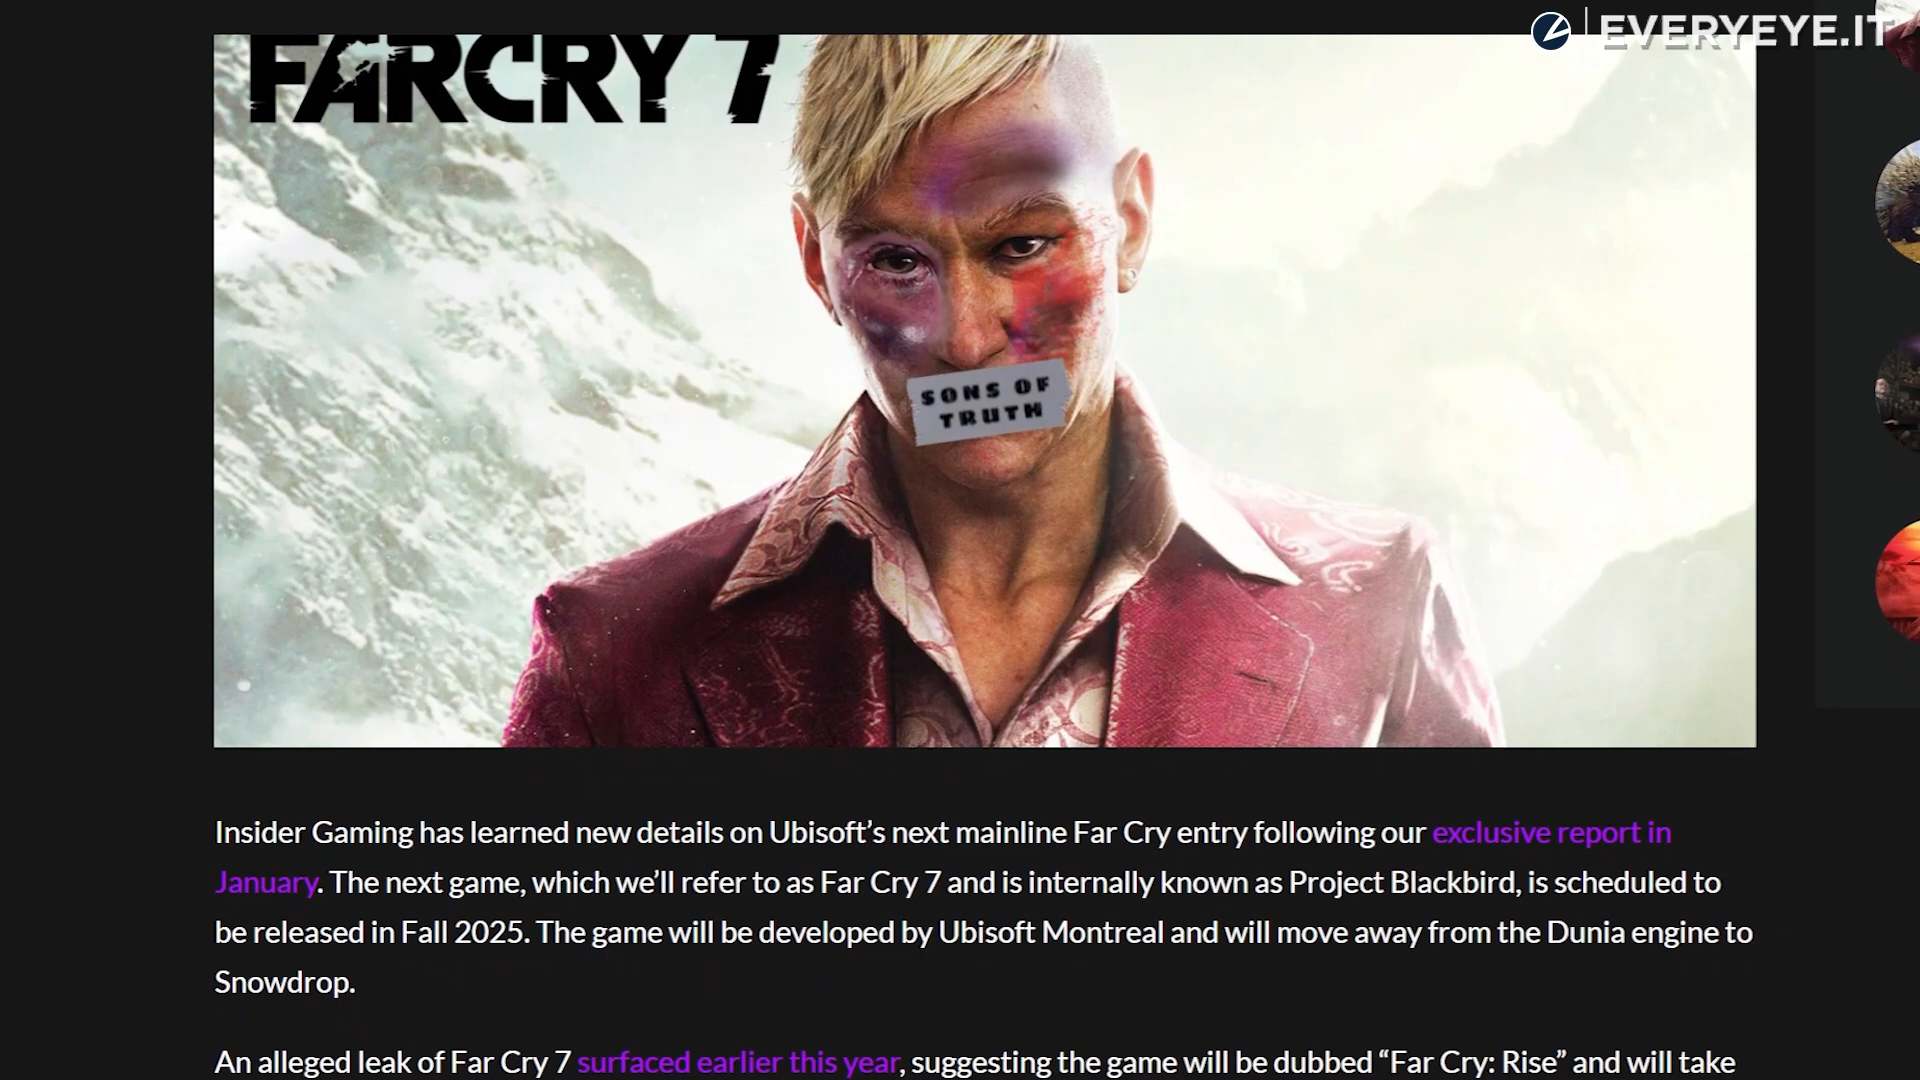 EVERYEYE.IT
FARCRY 7
SONS OF
TRUTH
Insider Gaming has learned new details on Ubisoft’s next mainline Far Cry entry following our exclusive report in
January. The next game, which we’ll refer to as Far Cry 7 and is internally known as Project Blackbird, is scheduled to
be released in Fall 2025. The game will be developed by Ubisoft Montreal and will move away from the Dunia engine to
Snowdrop.
An alleged leak of Far Cry 7 surfaced earlier this year, suggesting the game will be dubbed “Far Cry: Rise” and will take